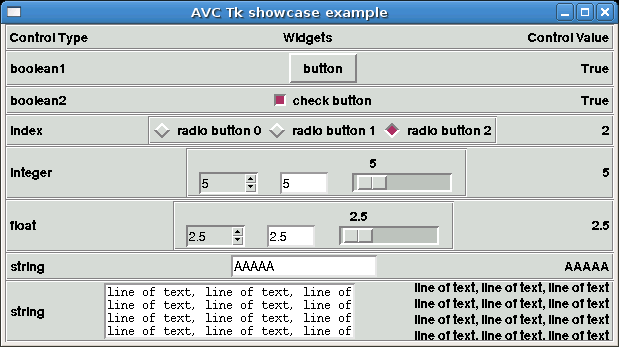 AVC Tk showcase example
Control Type Widgets Control Value
boolean1 button True
boolean2 check button True
index radio button 0 radio button 1 radio button 2 2
integer 5 5 5 5
float 2.5 2.5 2.5 2.5
string AAAAA AAAAA
string
line of text, line of text, line of
line of text, line of text, line of
line of text, line of text, line of
line of text, line of text, line of
line of text, line of text, line of text
line of text, line of text, line of text
line of text, line of text, line of text
line of text, line of text, line of text